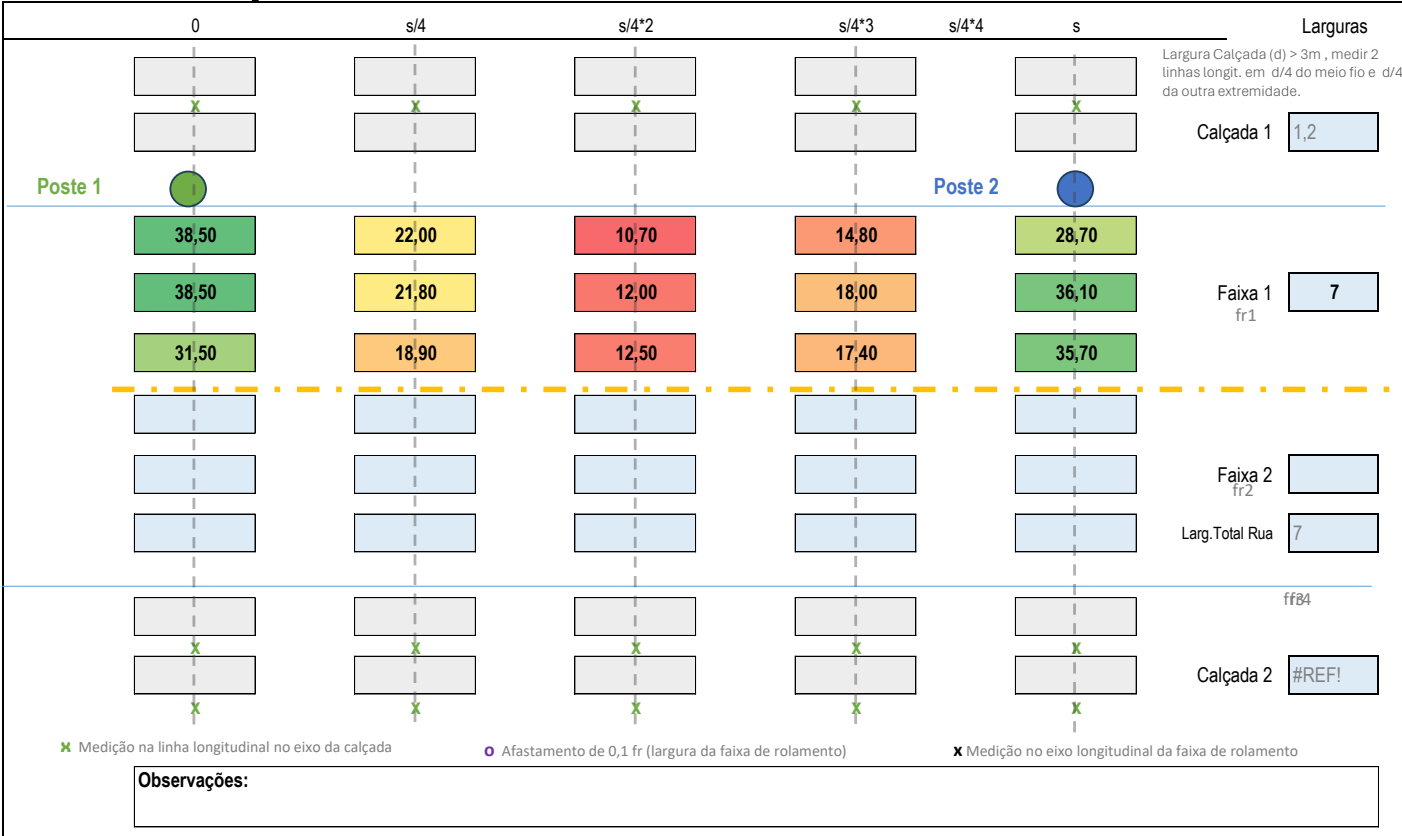 0 s/4 s/4*2 s/4*3 s/4*4 s Larguras
Largura Calçada (d) > 3m , medir 2
linhas longit. em d/4 do meio fio e d/4
da outra extremidade.
x x x x x
Calçada 1 1,2
Poste 1 Poste 2
38,50 22,00 10,70 14,80 28,70
38,50 21,80 12,00 18,00 36,10 Faixa 1 7
fr1
31,50 18,90 12,50 17,40 35,70
Faixa 2
fr2
Larg.Total Rua 7
x x x x x
Calçada 2 #REF!
x x x x x
x Medição na linha longitudinal no eixo da calçada o Afastamento de 0,1 fr (largura da faixa de rolamento) x Medição no eixo longitudinal da faixa de rolamento
Observações: